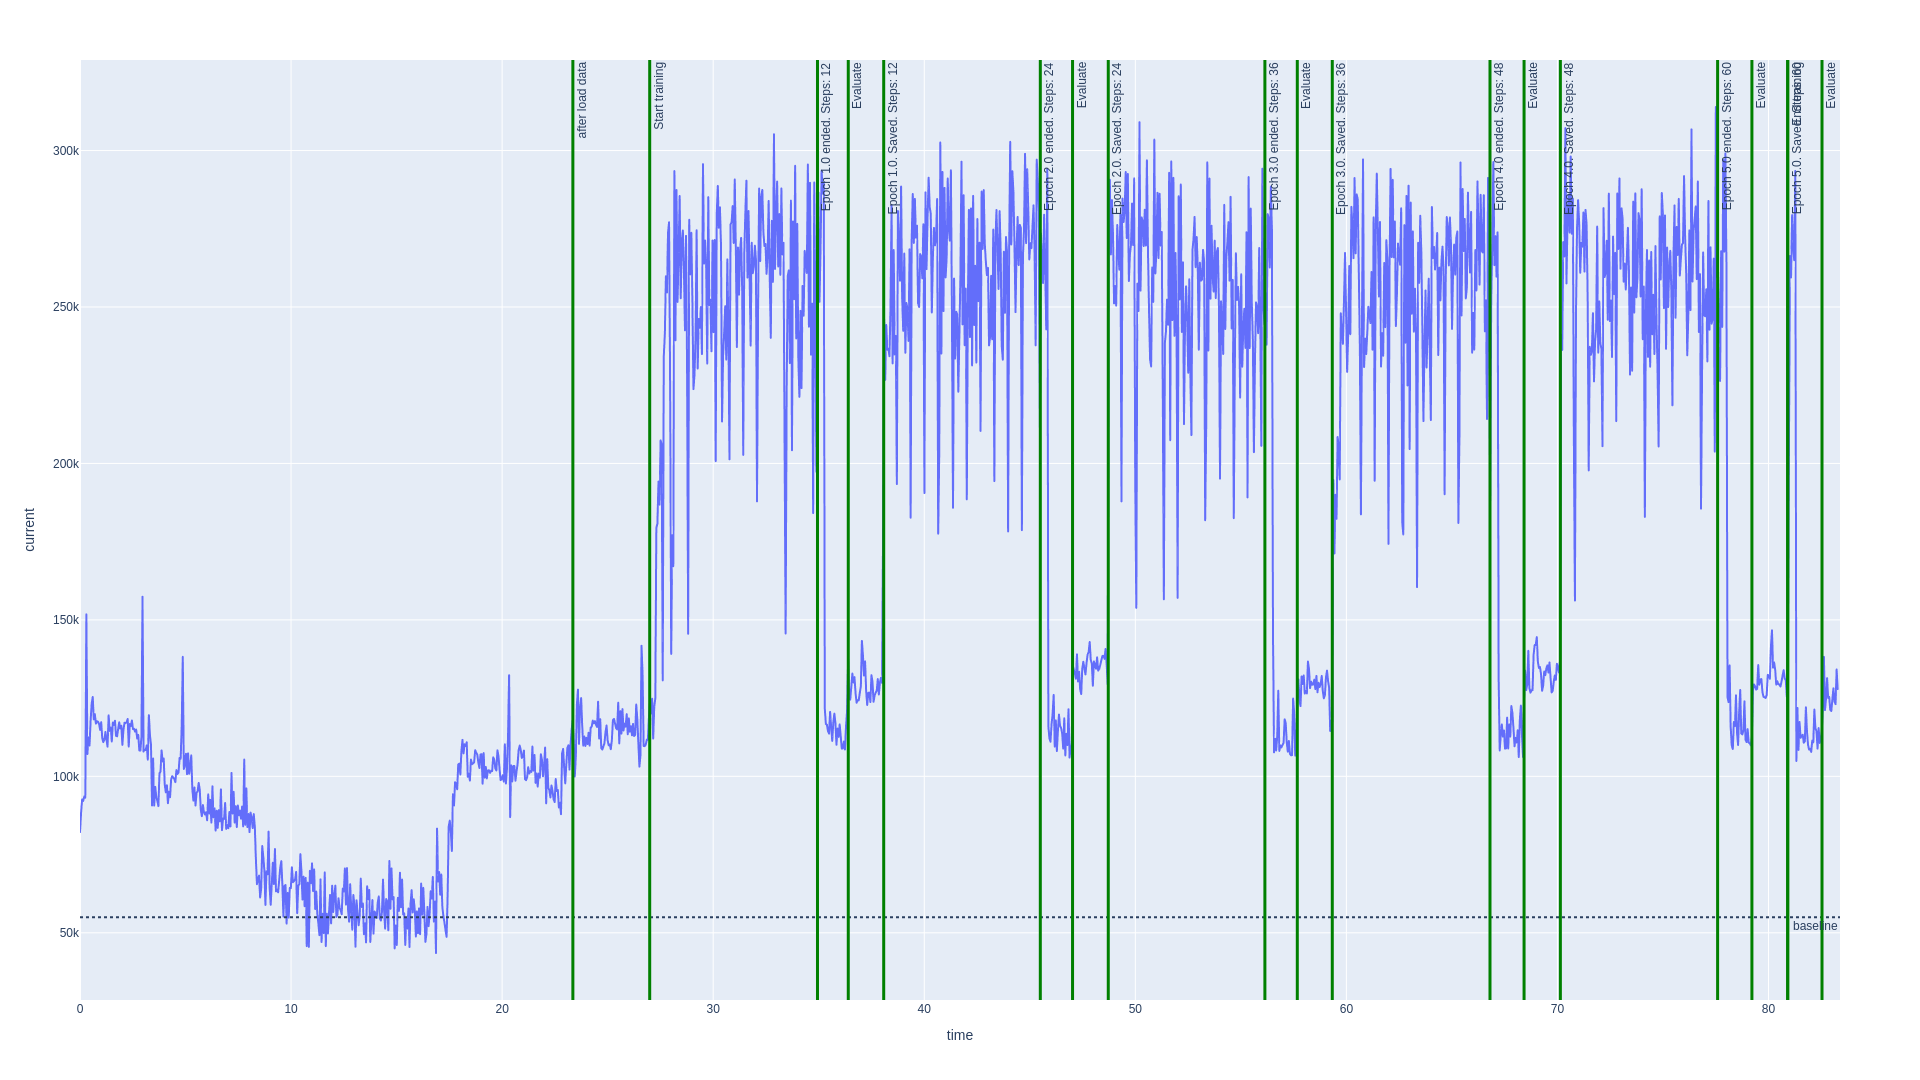 after load data
Start training
Epoch 1.0 ended. Steps: 12
Evaluate
Epoch 1.0. Saved. Steps: 12
Epoch 2.0 ended. Steps: 24
Evaluate
Epoch 2.0. Saved. Steps: 24
Epoch 3.0 ended. Steps: 36
Evaluate
Epoch 3.0. Saved. Steps: 36
Epoch 4.0 ended. Steps: 48
Evaluate
Epoch 4.0. Saved. Steps: 48
Epoch 5.0 ended. Steps: 60
Evaluate
Epoch 5.0. Saved.
Evaluate
300k
250k
200k
150k
100k
50k
current
baseline
0
10
20
30
40
50
60
70
80
time